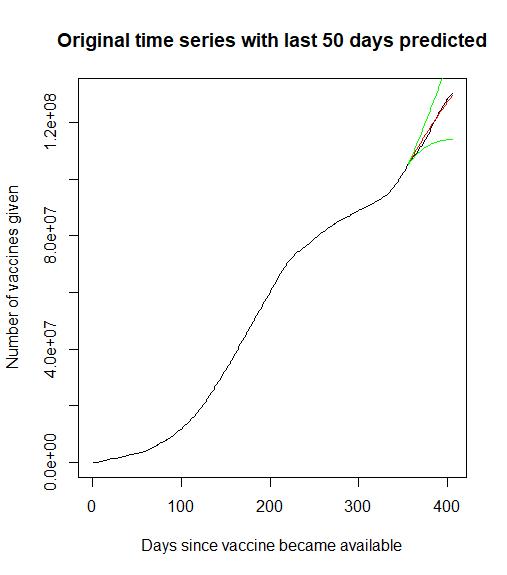 Original time series with last 50 days predicted
Number of vaccines given
1.2e+08
8.0e+07
4.0e+07
0.0e+00
0 100 200 300 400
Days since vaccine became available